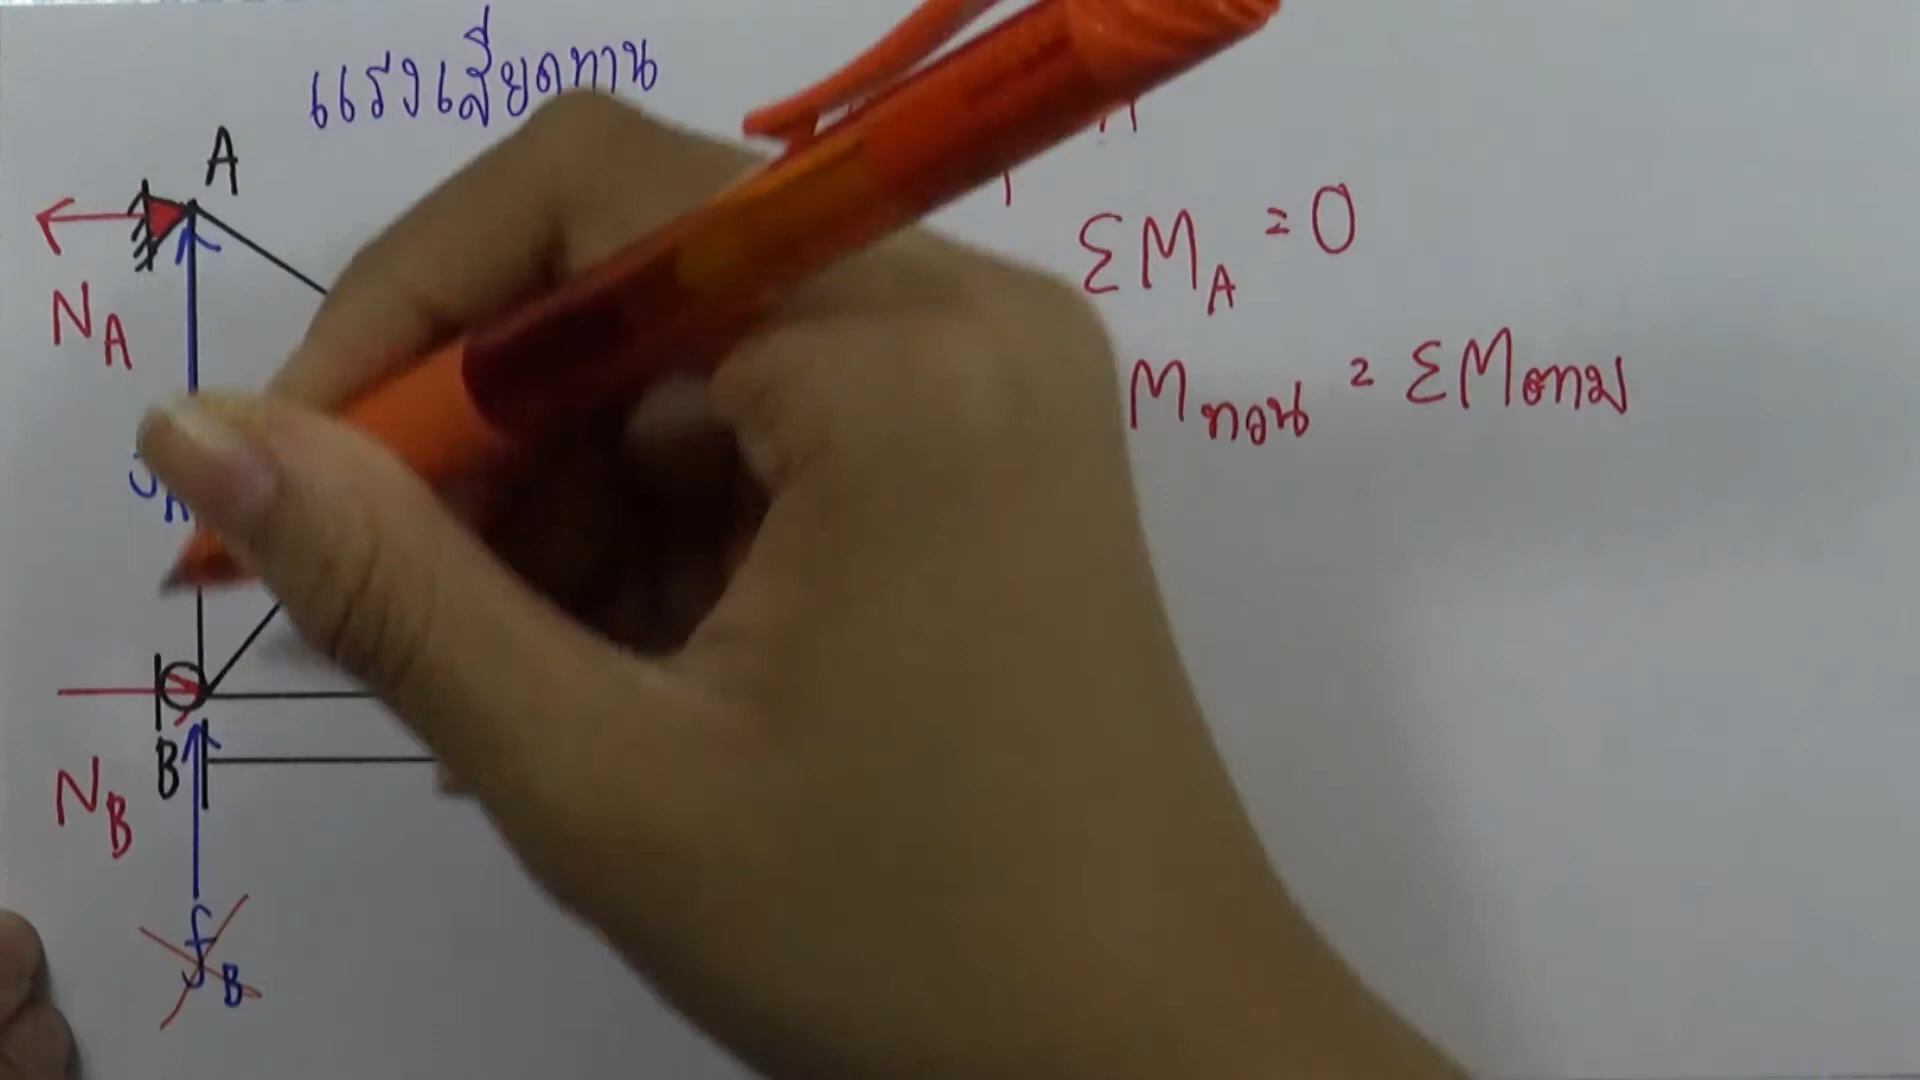 แรงเสียดทาน
A
ΣM_A = 0
N_A
M ทวน = ΣM ตาม
B
N_B
f_B